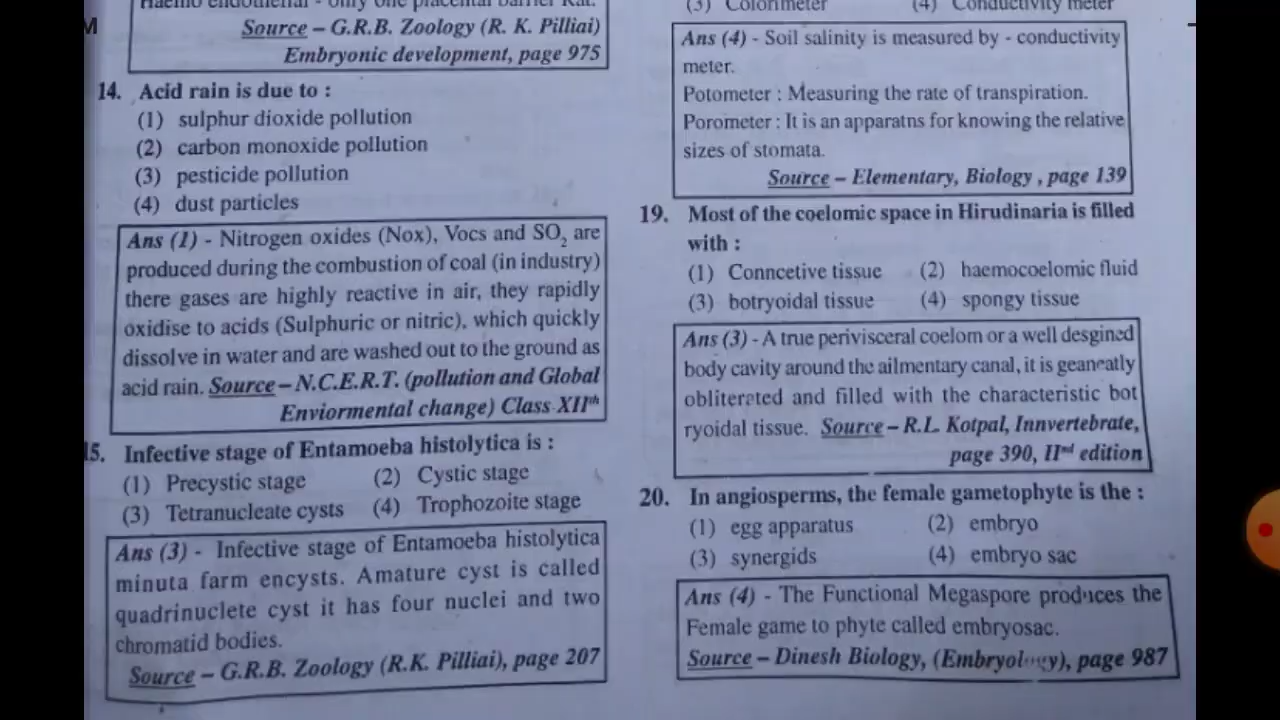 Haemo endothelial - only one placental barrier Rat.
Source - G.R.B. Zoology (R. K. Pilliai)
Embryonic development, page 975
14. Acid rain is due to :
(1) sulphur dioxide pollution
(2) carbon monoxide pollution
(3) pesticide pollution
(4) dust particles
Ans (1) - Nitrogen oxides (Nox), Vocs and SO₂ are
produced during the combustion of coal (in industry)
there gases are highly reactive in air, they rapidly
oxidise to acids (Sulphuric or nitric), which quickly
dissolve in water and are washed out to the ground as
acid rain. Source – N.C.E.R.T. (pollution and Global
Enviormental change) Class-XIIth
15. Infective stage of Entamoeba histolytica is :
(1) Precystic stage (2) Cystic stage
(3) Tetranucleate cysts (4) Trophozoite stage
Ans (3) - Infective stage of Entamoeba histolytica
minuta farm encysts. Amature cyst is called
quadrinuclete cyst it has four nuclei and two
chromatid bodies.
Source – G.R.B. Zoology (R.K. Pilliai), page 207
(3) Colorimeter (4) Conductivity meter
Ans (4) - Soil salinity is measured by - conductivity
meter.
Potometer : Measuring the rate of transpiration.
Porometer : It is an apparatns for knowing the relative
sizes of stomata.
Source – Elementary, Biology , page 139
19. Most of the coelomic space in Hirudinaria is filled
with :
(1) Conncetive tissue (2) haemocoelomic fluid
(3) botryoidal tissue (4) spongy tissue
Ans (3) - A true perivisceral coelom or a well desgined
body cavity around the ailmentary canal, it is geaneatly
obliterated and filled with the characteristic bot
ryoidal tissue. Source – R.L. Kotpal, Innvertebrate,
page 390, IInd edition
20. In angiosperms, the female gametophyte is the :
(1) egg apparatus (2) embryo
(3) synergids (4) embryo sac
Ans (4) - The Functional Megaspore produces the
Female game to phyte called embryosac.
Source – Dinesh Biology, (Embryology), page 987